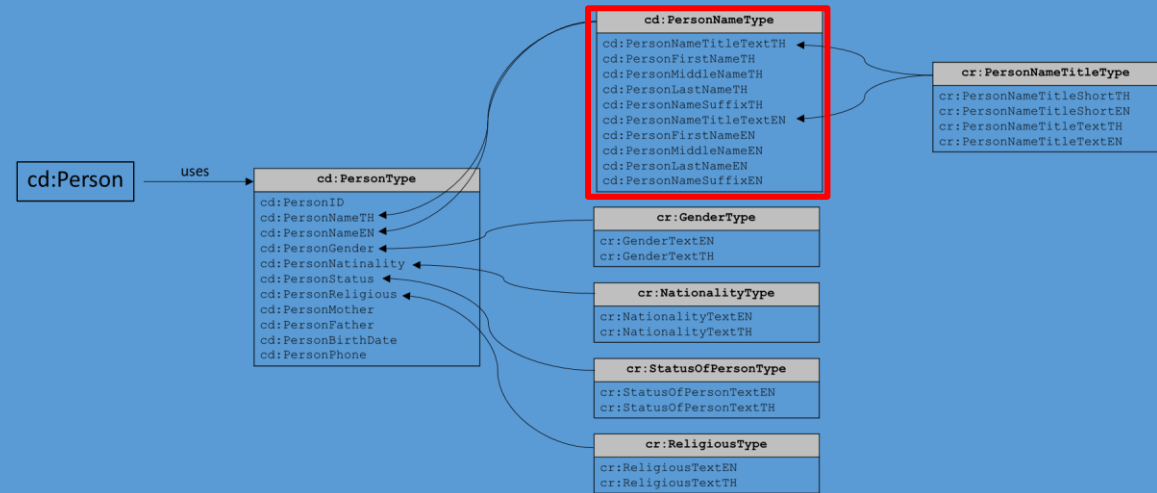 cd:Person
uses
cd:PersonType
cd:PersonID
cd:PersonNameTH
cd:PersonNameEN
cd:PersonGender
cd:PersonNatinality
cd:PersonStatus
cd:PersonReligious
cd:PersonMother
cd:PersonFather
cd:PersonBirthDate
cd:PersonPhone
cd:PersonNameType
cd:PersonNameTitleTextTH
cd:PersonFirstNameTH
cd:PersonMiddleNameTH
cd:PersonLastNameTH
cd:PersonNameSuffixTH
cd:PersonNameTitleTextEN
cd:PersonFirstNameEN
cd:PersonMiddleNameEN
cd:PersonLastNameEN
cd:PersonNameSuffixEN
cr:PersonNameTitleType
cr:PersonNameTitleShortTH
cr:PersonNameTitleShortEN
cr:PersonNameTitleTextTH
cr:PersonNameTitleTextEN
cr:GenderType
cr:GenderTextEN
cr:GenderTextTH
cr:NationalityType
cr:NationalityTextEN
cr:NationalityTextTH
cr:StatusOfPersonType
cr:StatusOfPersonTextEN
cr:StatusOfPersonTextTH
cr:ReligiousType
cr:ReligiousTextEN
cr:ReligiousTextTH